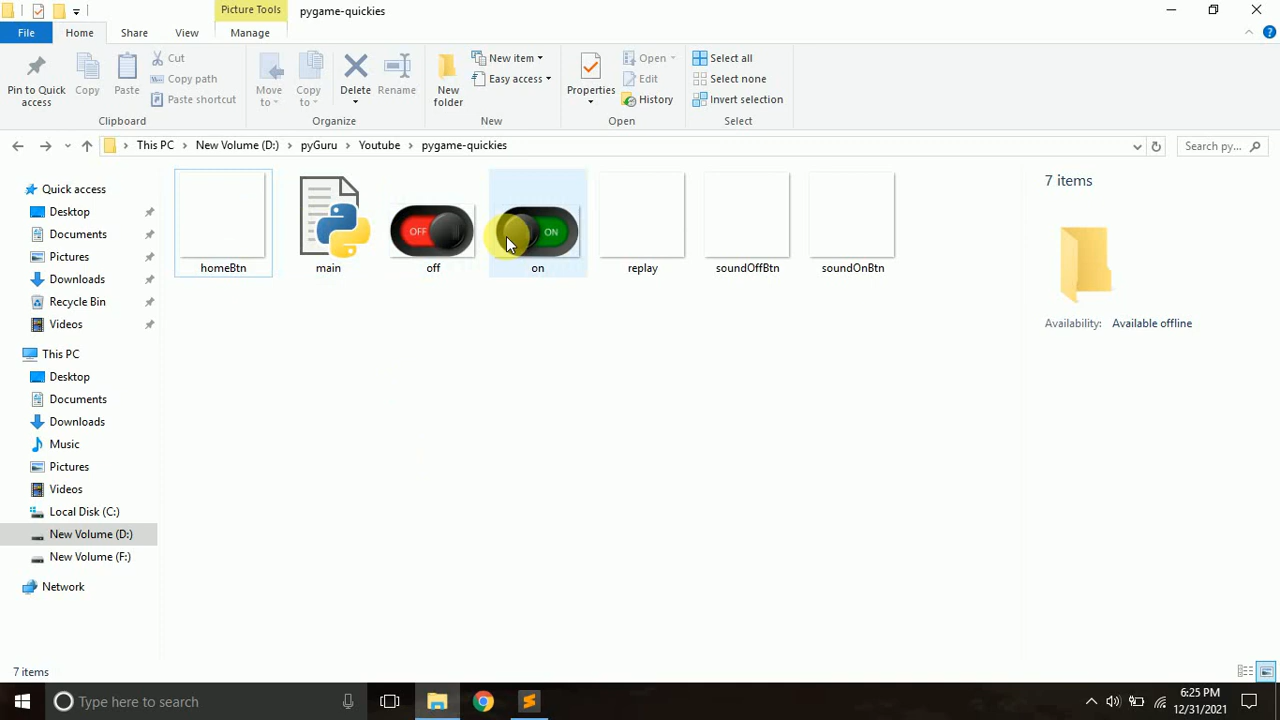 Picture Tools
pygame-quickies
File
Home
Share
View
Manage
Pin to Quick access
Copy
Paste
Cut
Copy path
Paste shortcut
Clipboard
Move to
Copy to
Delete
Rename
Organize
New folder
New item
Easy access
New
Properties
Open
Edit
History
Open
Select all
Select none
Invert selection
Select
This PC
New Volume (D:)
pyGuru
Youtube
pygame-quickies
Search py...
Quick access
Desktop
Documents
Pictures
Downloads
Recycle Bin
Videos
This PC
Desktop
Documents
Downloads
Music
Pictures
Videos
Local Disk (C:)
New Volume (D:)
New Volume (F:)
Network
OFF
ON
homeBtn
main
off
on
replay
soundOffBtn
soundOnBtn
7 items
Availability: Available offline
7 items
Type here to search
6:25 PM
12/31/2021